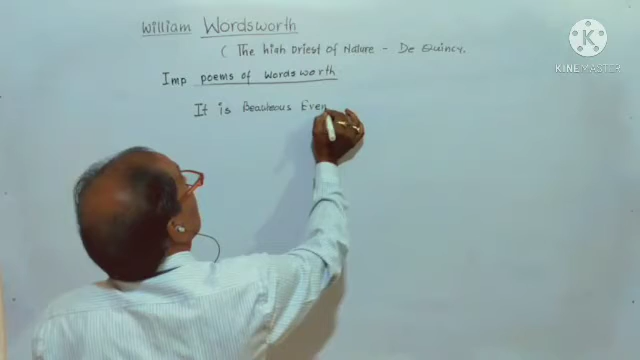 William Wordsworth
( The high Priest of Nature - De Quincy.
Imp poems of Wordsworth
It is Beauteous Even
KINEMASTER